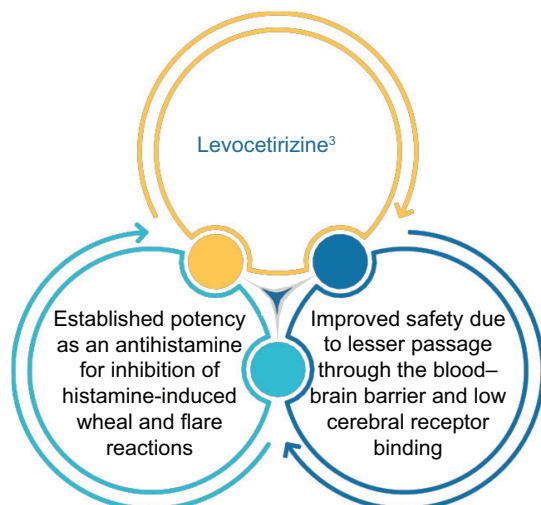 Levocetirizine³
Established potency
as an antihistamine
for inhibition of
histamine-induced
wheal and flare
reactions
Improved safety due
to lesser passage
through the blood–
brain barrier and low
cerebral receptor
binding